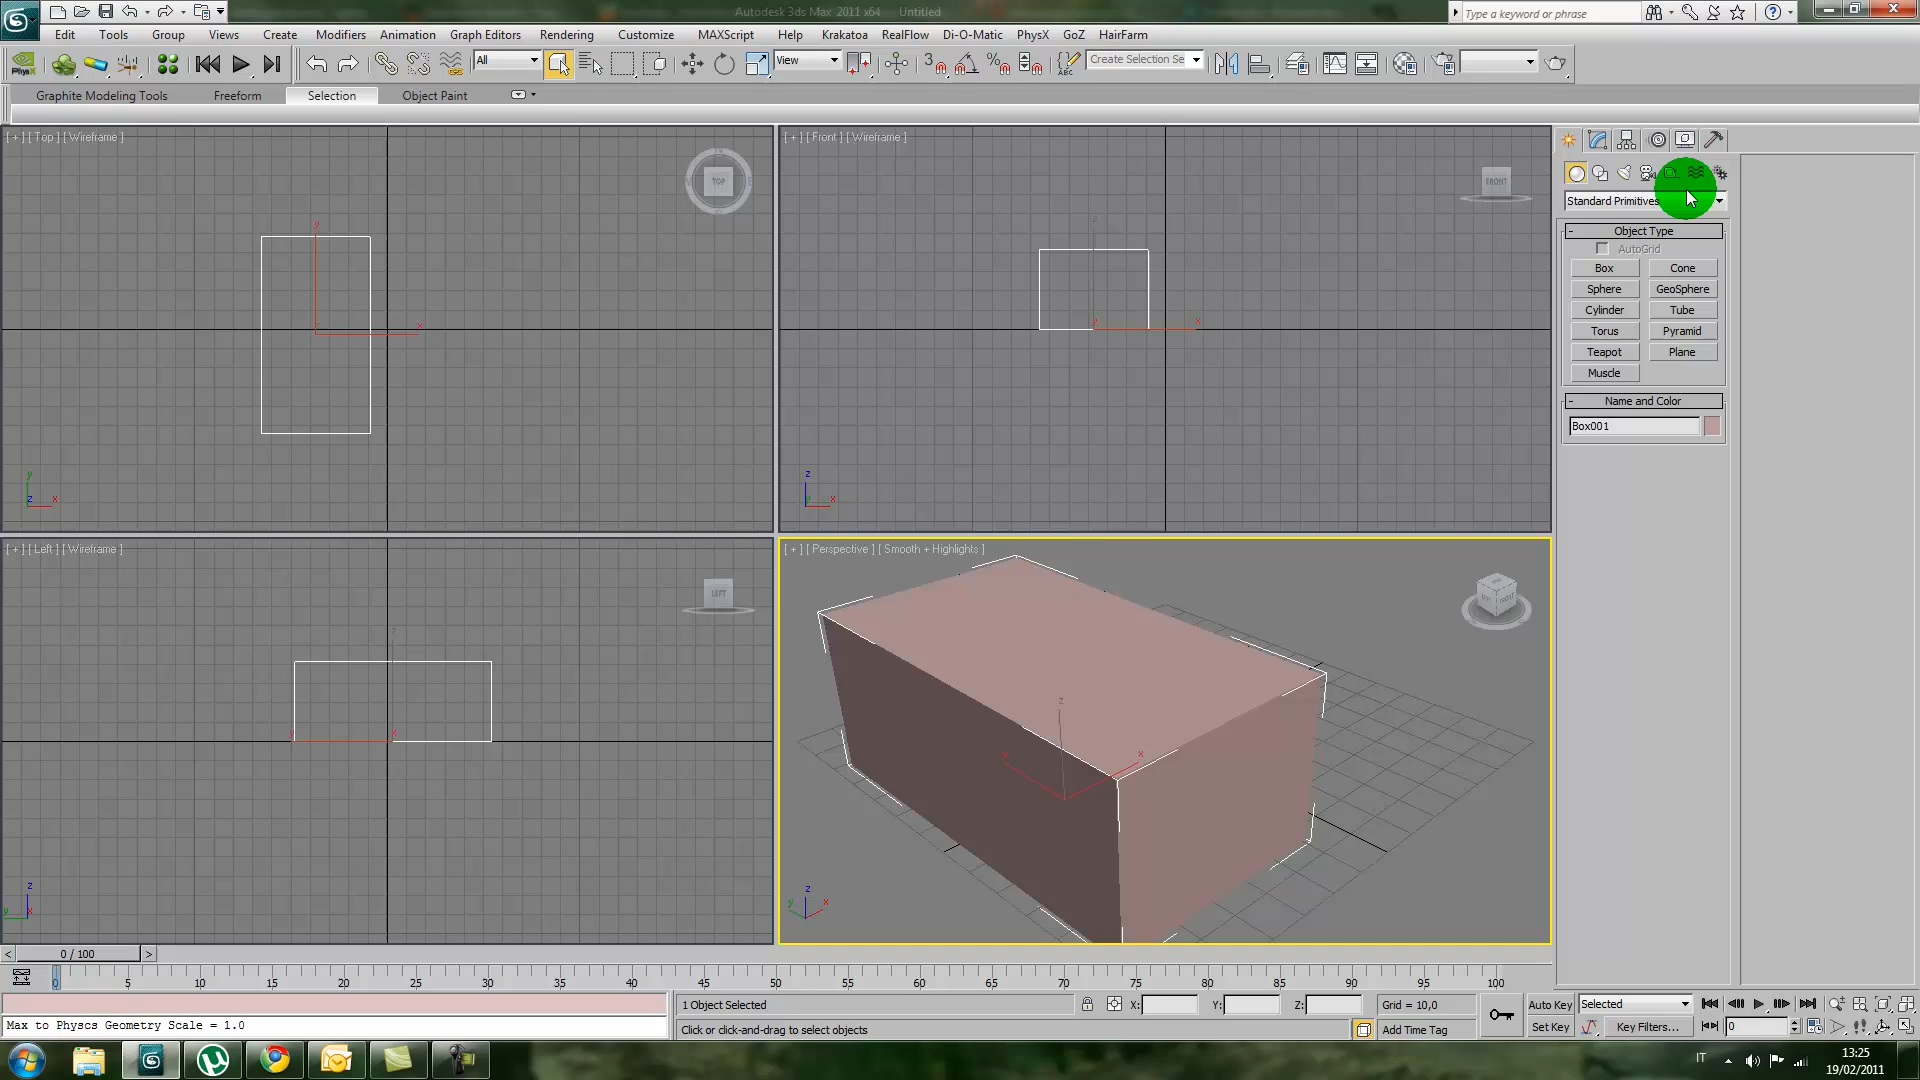 Autodesk 3ds Max 2011 x64 Untitled
Type a keyword or phrase
Edit Tools Group Views Create Modifiers Animation Graph Editors Rendering Customize MAXScript Help Krakatoa RealFlow Di-O-Matic PhysX GoZ HairFarm
PhysX All View 3 Create Selection Se
Graphite Modeling Tools Freeform Selection Object Paint
[ + ] [ Top ] [ Wireframe ]
TOP
y
x
y
z x
[ + ] [ Front ] [ Wireframe ]
FRONT
z
y x
z
y x
[ + ] [ Left ] [ Wireframe ]
LEFT
z
y x
z
y x
[ + ] [ Perspective ] [ Smooth + Highlights ]
z
y x
z
y x
Standard Primitives
- Object Type
AutoGrid
Box Cone
Sphere GeoSphere
Cylinder Tube
Torus Pyramid
Teapot Plane
Muscle
- Name and Color
Box001
< 0 / 100 >
0 5 10 15 20 25 30 35 40 45 50 55 60 65 70 75 80 85 90 95 100
1 Object Selected X: Y: Z: Grid = 10,0 Auto Key Selected
Max to Physcs Geometry Scale = 1.0
Click or click-and-drag to select objects Add Time Tag Set Key Key Filters... 0
IT 13:25
19/02/2011